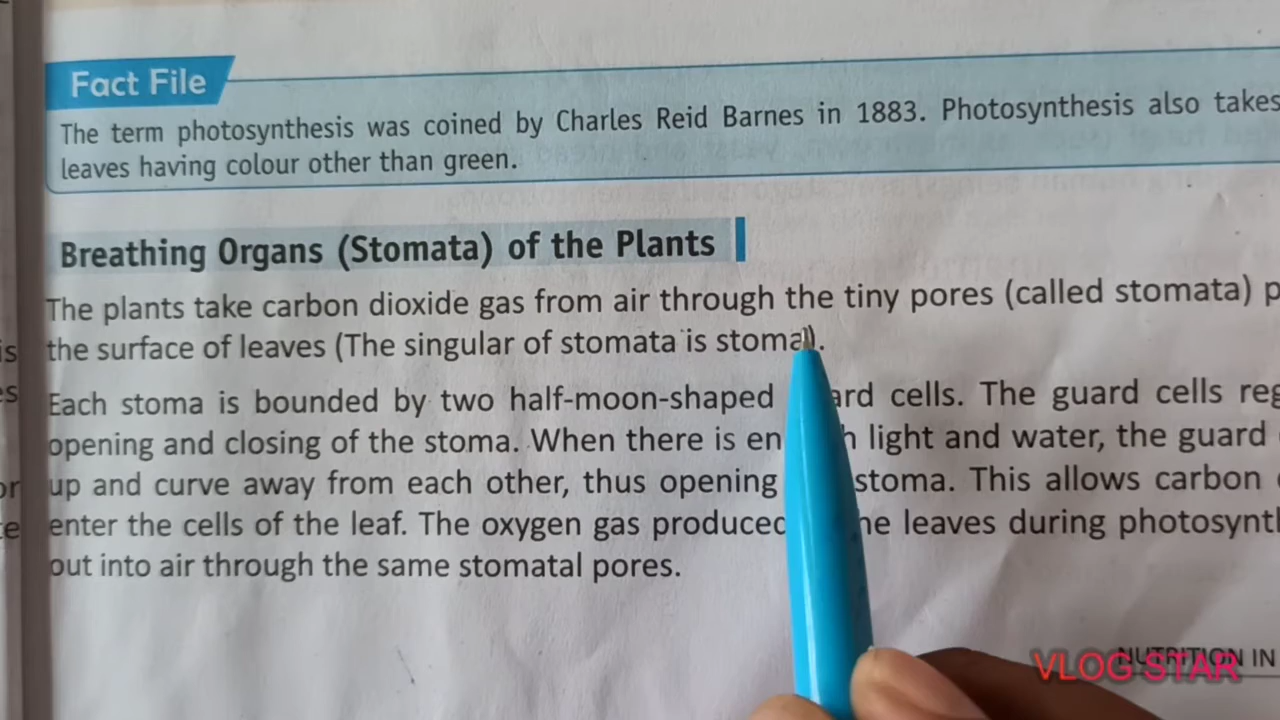 Fact File
The term photosynthesis was coined by Charles Reid Barnes in 1883. Photosynthesis also takes
leaves having colour other than green.
Breathing Organs (Stomata) of the Plants
The plants take carbon dioxide gas from air through the tiny pores (called stomata)
the surface of leaves (The singular of stomata is stoma).
Each stoma is bounded by two half-moon-shaped cells. The guard cells
opening and closing of the stoma. When there is light and water, the guard
up and curve away from each other, thus opening stoma. This allows carbon
enter the cells of the leaf. The oxygen gas produced leaves during
out into air through the same stomatal pores.
NUTRITION IN
VLOG STAR